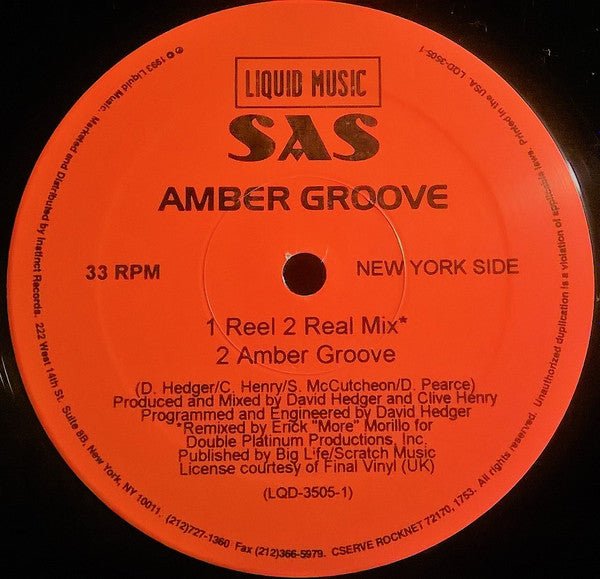 LIQUID MUSIC
SAS
AMBER GROOVE
33 RPM
NEW YORK SIDE
1 Reel 2 Real Mix*
2 Amber Groove
(D. Hedger/C. Henry/S. McCutcheon/D. Pearce)
Produced and Mixed by David Hedger and Clive Henry
Programmed and Engineered by David Hedger
*Remixed by Erick "More" Morillo for
Double Platinum Productions, Inc.
Published by Big Life/Scratch Music
License courtesy of Final Vinyl (UK)
(LQD-3505-1)
℗ © 1993 Liquid Music. Marketed and Distributed by Instinct Records. 222 West 14th St. Suite 8B. New York, NY 10011. (212)727-1360 Fax (212)366-5979. CSERVE ROCKNET 72170, 1753. All rights reserved. Unauthorized duplication is a violation of applicable laws. Printed in the USA. LQD-3505-1